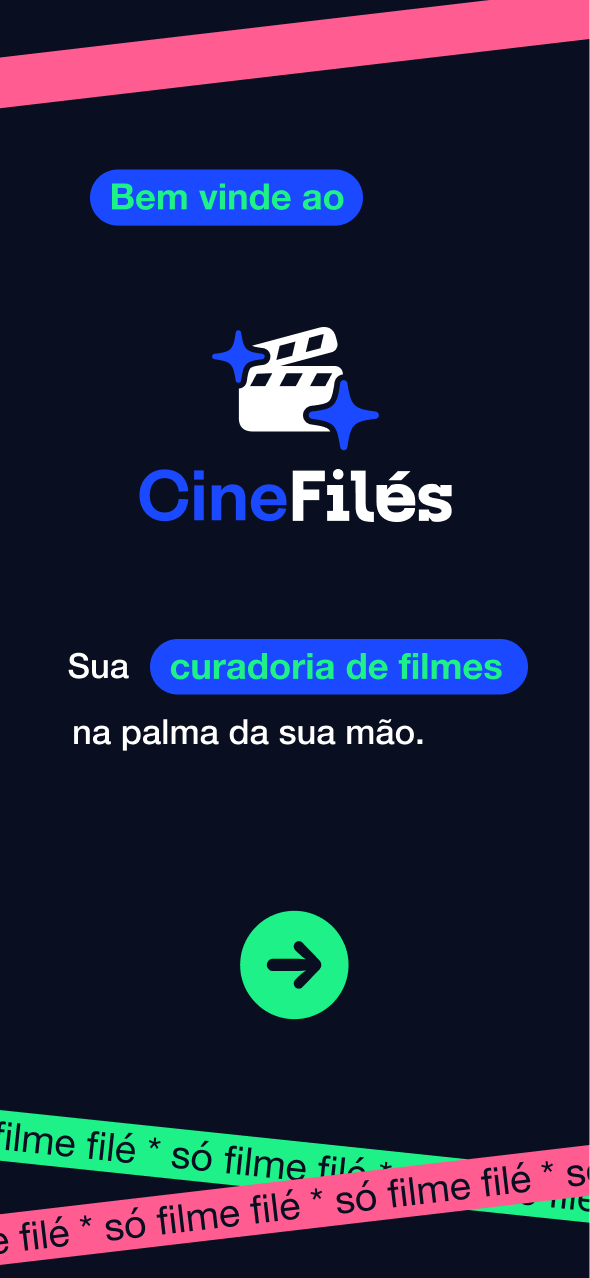 Bem vinde ao
CineFilés
Sua curadoria de filmes
na palma da sua mão.
filme filé * só filme filé *
filé * só filme filé * só filme filé *